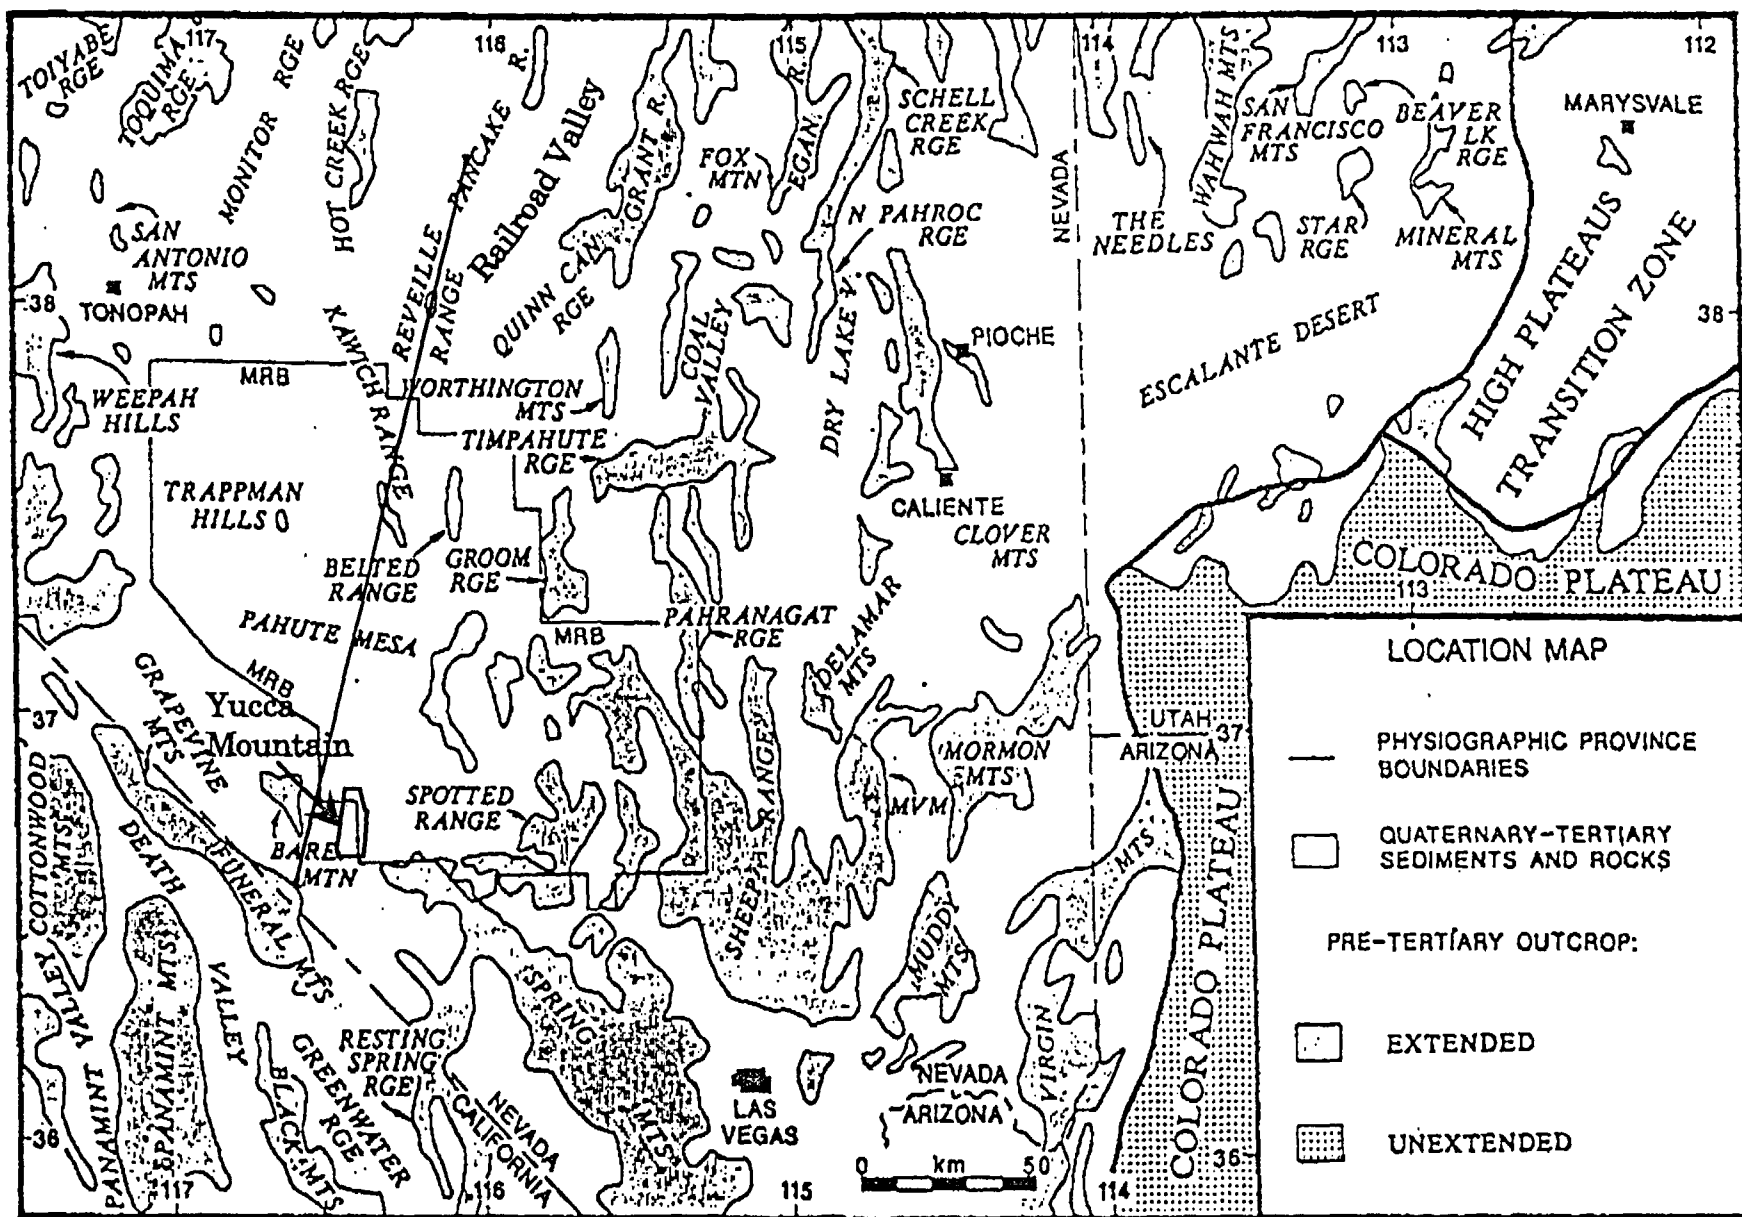 117
116
115
114
113
112
TOIYABE
RGE
TOQUIMA
RGE
MONITOR RGE
HOT CREEK RGE
PANCAKE R.
Railroad Valley
GRANT R.
EGAN R.
SCHELL
CREEK
RGE
FOX
MTN
NEVADA
THE
NEEDLES
WAHWAH MTS
SAN
FRANCISCO
MTS
BEAVER
LK
RGE
MARYSVALE
STAR
RGE
MINERAL
MTS
HIGH PLATEAUS
TRANSITION ZONE
SAN
ANTONIO
MTS
TONOPAH
38
KAWICH RANGE
REVEILLE
RANGE
QUINN CAN
RGE
N PAHROC
RGE
COAL
VALLEY
DRY LAKE V.
PIOCHE
ESCALANTE DESERT
38
MRB
WEEPAH
HILLS
WORTHINGTON
MTS
TIMPAHUTE
RGE
TRAPPMAN
HILLS
CALIENTE
CLOVER
MTS
BELTED
RANGE
GROOM
RGE
COLORADO PLATEAU
113
PAHUTE MESA
MRB
PAHRANAGAT
RGE
DELAMAR
MTS
MRB
GRAPEVINE
MTS
Yucca
Mountain
37
UTAH
ARIZONA
37
MORMON
MTS
MVM
SPOTTED
RANGE
SHEEP RANGE
BARE
MTN
COTTONWOOD
MTS
DEATH
VALLEY
FUNERAL MTS
PANAMINT VALLEY
PANAMINT MTS
SPRING
MTS
MUDDY
MTS
VIRGIN
MTS
COLORADO PLATEAU
RESTING
SPRING
RGE
GREENWATER
RGE
BLACK MTS
NEVADA
CALIFORNIA
LAS
VEGAS
NEVADA
ARIZONA
36
36
0 km 50
117
116
115
114
LOCATION MAP
PHYSIOGRAPHIC PROVINCE
BOUNDARIES
QUATERNARY-TERTIARY
SEDIMENTS AND ROCKS
PRE-TERTIARY OUTCROP:
EXTENDED
UNEXTENDED